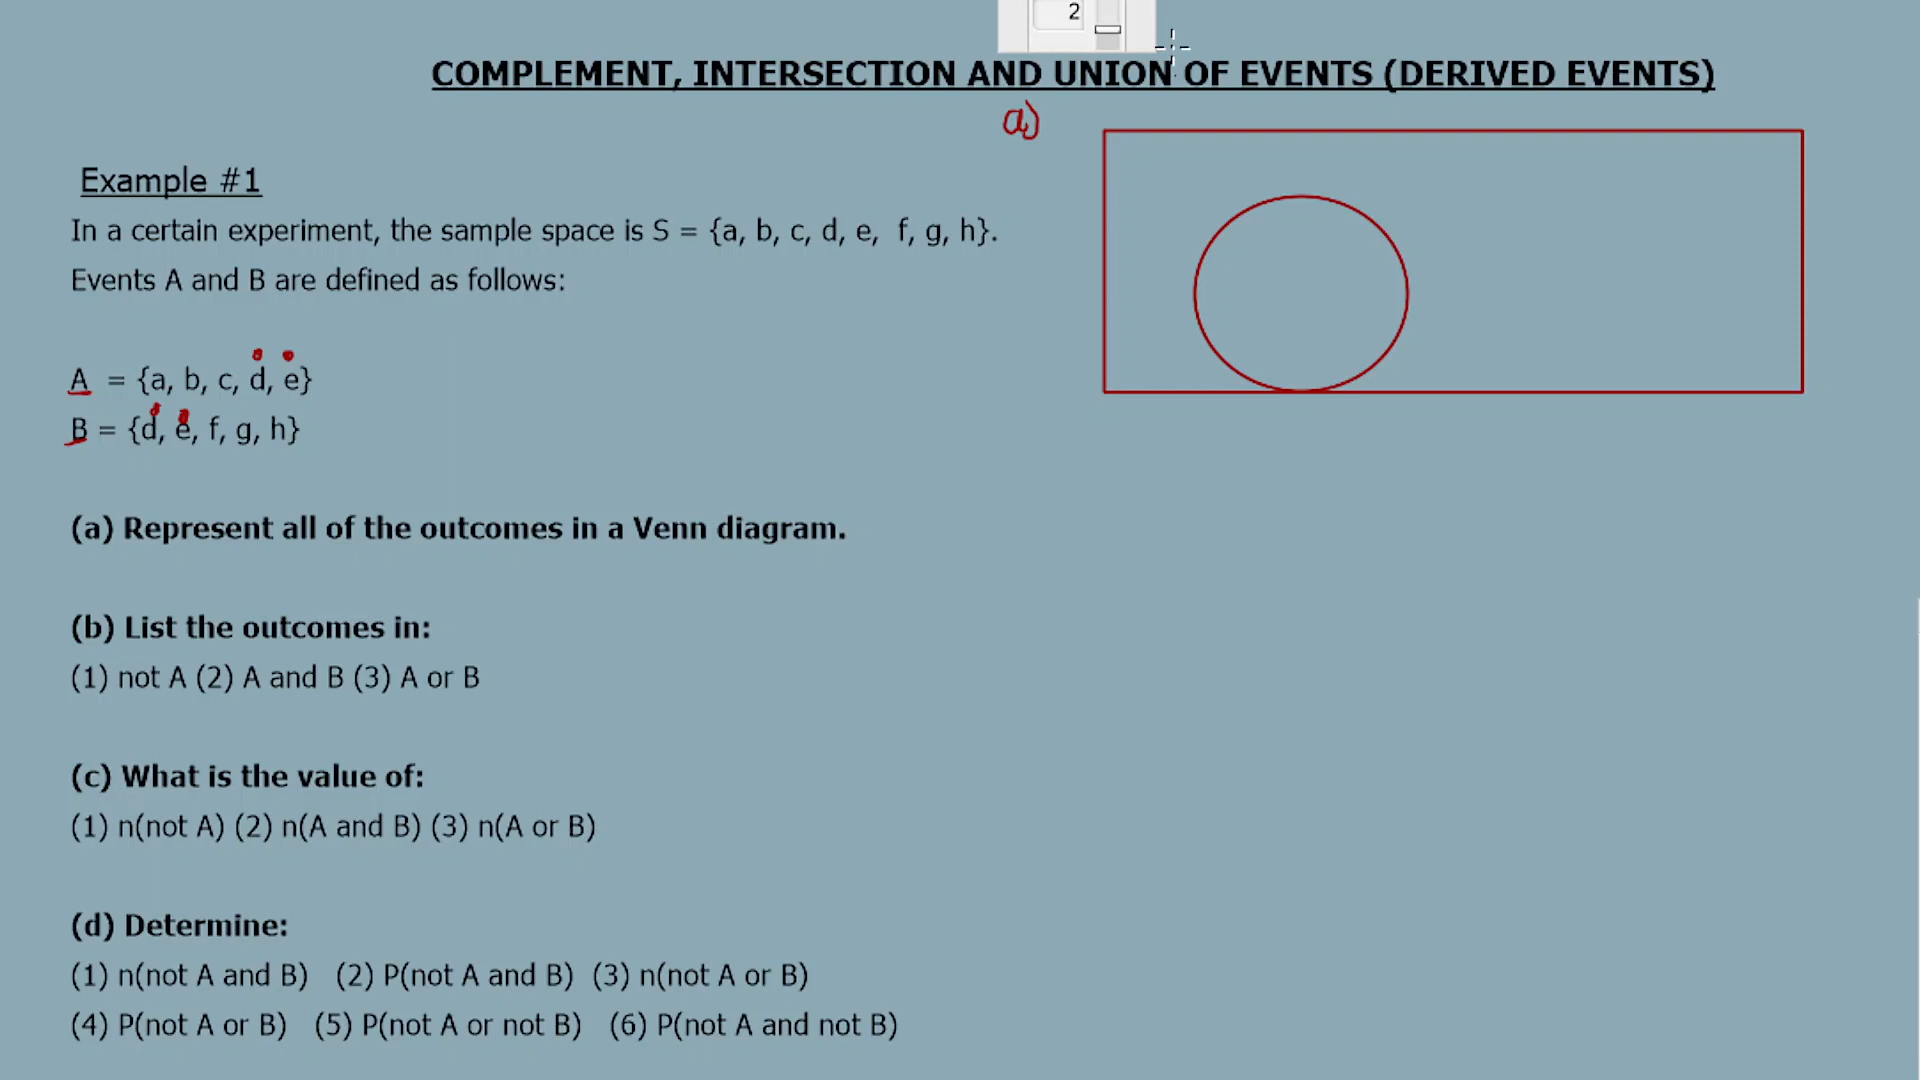 2
COMPLEMENT, INTERSECTION AND UNION OF EVENTS (DERIVED EVENTS)
a)
Example #1
In a certain experiment, the sample space is S = {a, b, c, d, e,  f, g, h}.
Events A and B are defined as follows:
A  = {a, b, c, d, e}
B = {d, e, f, g, h}
(a) Represent all of the outcomes in a Venn diagram.
(b) List the outcomes in:
(1) not A (2) A and B (3) A or B
(c) What is the value of:
(1) n(not A) (2) n(A and B) (3) n(A or B)
(d) Determine:
(1) n(not A and B)   (2) P(not A and B)  (3) n(not A or B)
(4) P(not A or B)   (5) P(not A or not B)   (6) P(not A and not B)